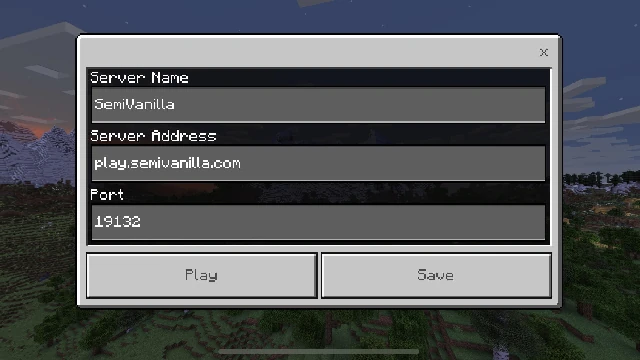 x
Server Name
SemiVanilla
Server Address
play.semivanilla.com
Port
19132
Play
Save